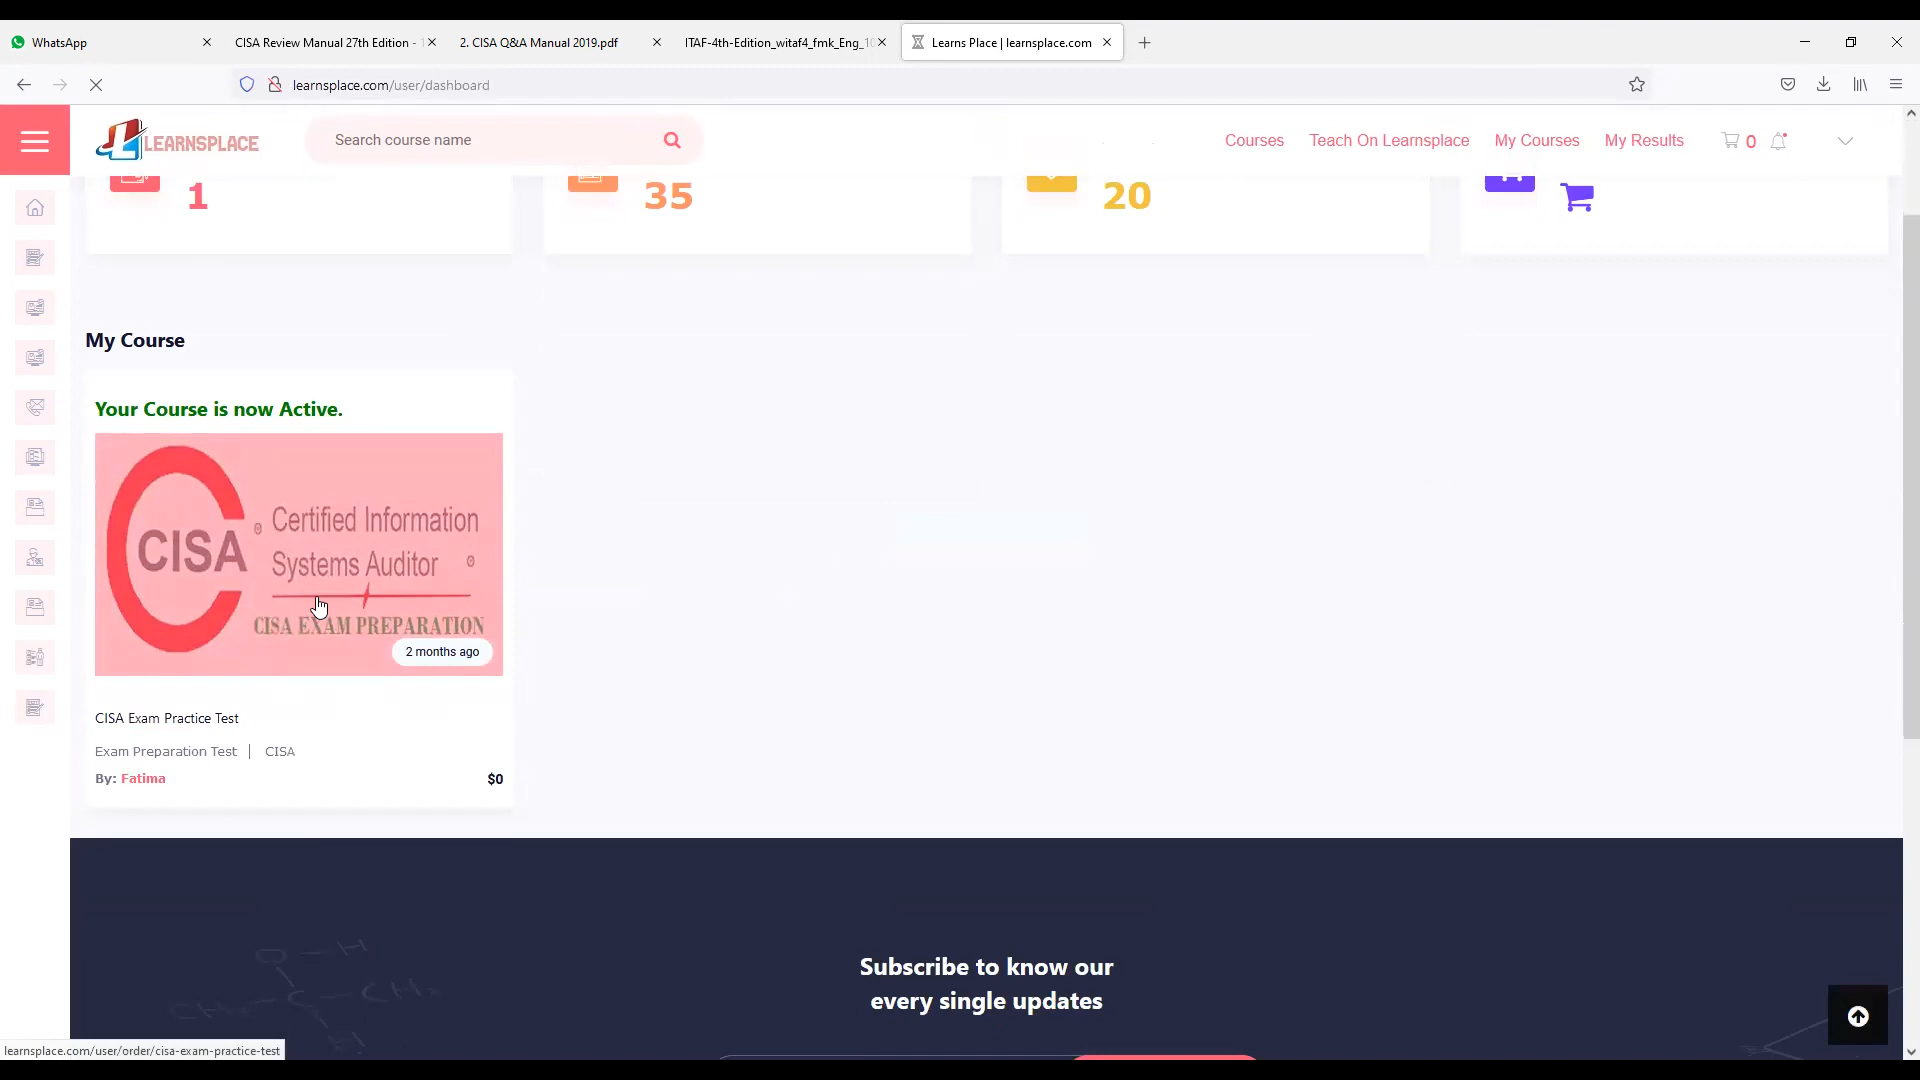 WhatsApp
CISA Review Manual 27th Edition - 1
2. CISA Q&A Manual 2019.pdf
ITAF-4th-Edition_witaf4_fmk_Eng_10
Learns Place | learnsplace.com
learnsplace.com/user/dashboard
LEARNSPLACE
Search course name
Courses
Teach On Learnsplace
My Courses
My Results
0
1
35
20
My Course
Your Course is now Active.
CISA
® Certified Information
Systems Auditor ®
CISA EXAM PREPARATION
2 months ago
CISA Exam Practice Test
Exam Preparation Test | CISA
By: Fatima
$0
Subscribe to know our
every single updates
learnsplace.com/user/order/cisa-exam-practice-test